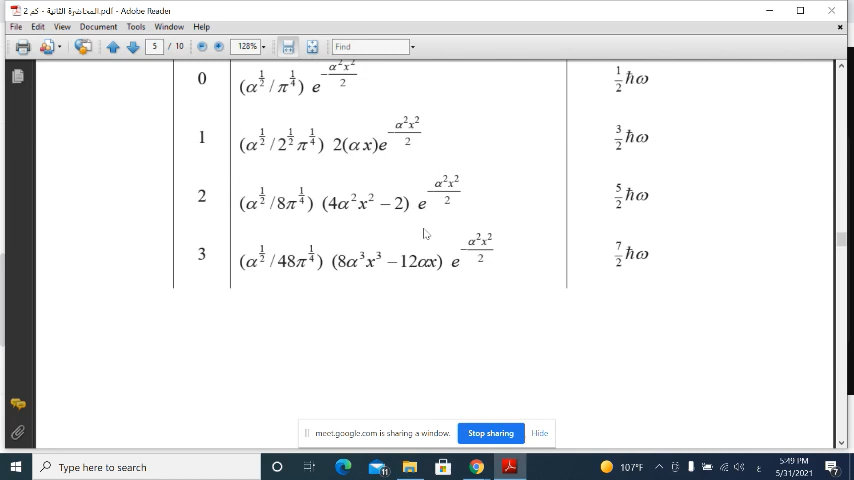 المحاضرة الثانية - كم 2.pdf - Adobe Reader
File Edit View Document Tools Window Help
5 / 10 128% Find
0 (α^{1/2} / π^{1/4}) e^{-α²x²/2} 1/2 ħω
1 (α^{1/2} / 2^{1/2} π^{1/4}) 2(α x)e^{-α²x²/2} 3/2 ħω
2 (α^{1/2} / 8π^{1/4}) (4α²x² − 2) e^{-α²x²/2} 5/2 ħω
3 (α^{1/2} / 48π^{1/4}) (8α³x³ − 12αx) e^{-α²x²/2} 7/2 ħω
meet.google.com is sharing a window. Stop sharing Hide
Type here to search 11 107°F ع 5:49 PM
5/31/2021 7